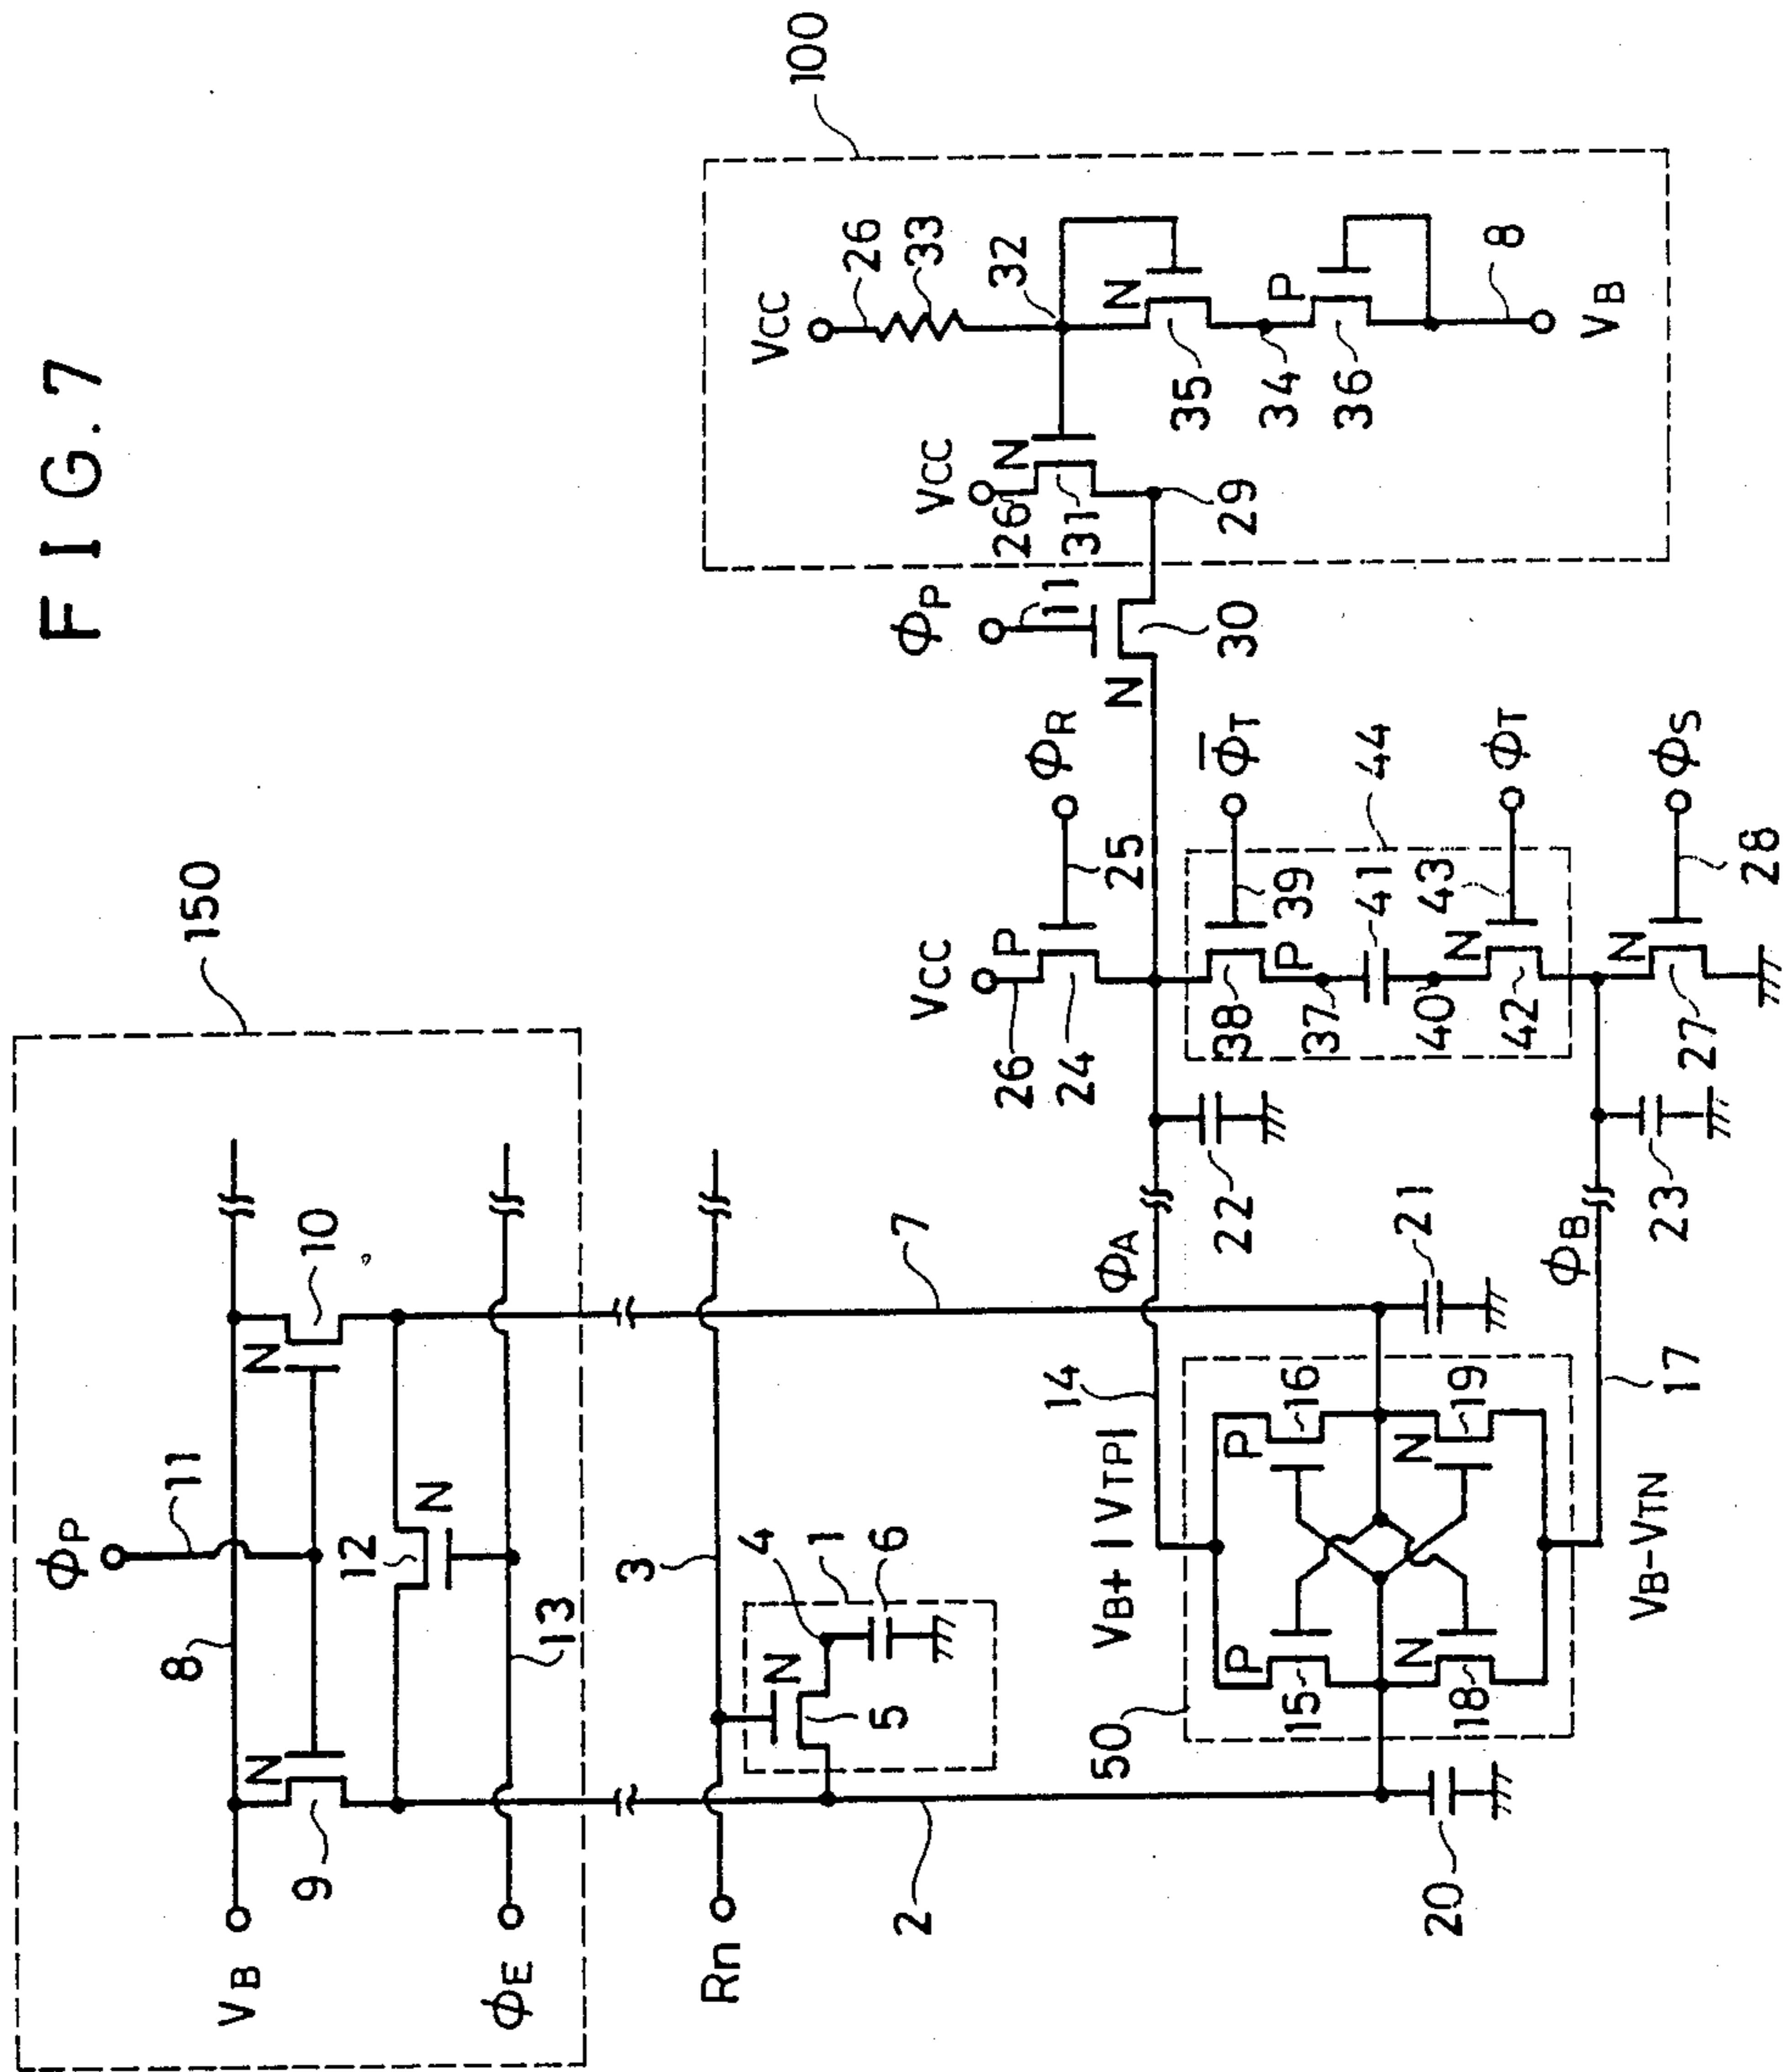 FIG. 7
150
ΦP
11
VB
8
N
N
9
10
12
N
ΦE
13
3
Rn
4
N
1
5
6
2
7
100
VCC
26
33
32
VCC
N
26
31
N
35
34
P
36
29
8
VB
ΦP
11
30
N
VCC
P
ΦR
26
24
25
ΦA
14
22
38
39
Φ̅T
P
37
41
44
40
N
43
ΦT
42
N
ΦS
27
28
23
ΦB
17
VB+|VTP|
50
P
P
15
16
N
N
18
19
20
21
VB-VTN